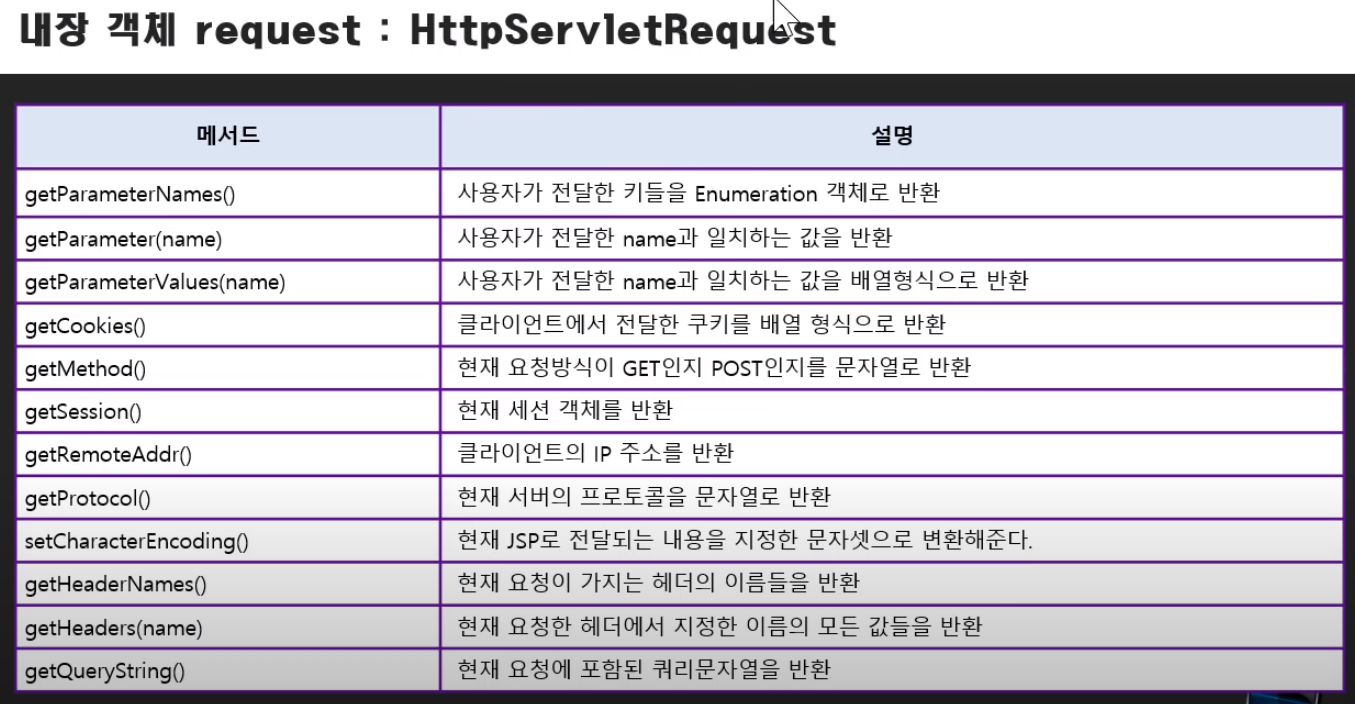 내장 객체 request : HttpServletRequest
메서드 설명
getParameterNames() 사용자가 전달한 키들을 Enumeration 객체로 반환
getParameter(name) 사용자가 전달한 name과 일치하는 값을 반환
getParameterValues(name) 사용자가 전달한 name과 일치하는 값을 배열형식으로 반환
getCookies() 클라이언트에서 전달한 쿠키를 배열 형식으로 반환
getMethod() 현재 요청방식이 GET인지 POST인지를 문자열로 반환
getSession() 현재 세션 객체를 반환
getRemoteAddr() 클라이언트의 IP 주소를 반환
getProtocol() 현재 서버의 프로토콜을 문자열로 반환
setCharacterEncoding() 현재 JSP로 전달되는 내용을 지정한 문자셋으로 변환해준다.
getHeaderNames() 현재 요청이 가지는 헤더의 이름들을 반환
getHeaders(name) 현재 요청한 헤더에서 지정한 이름의 모든 값들을 반환
getQueryString() 현재 요청에 포함된 쿼리문자열을 반환